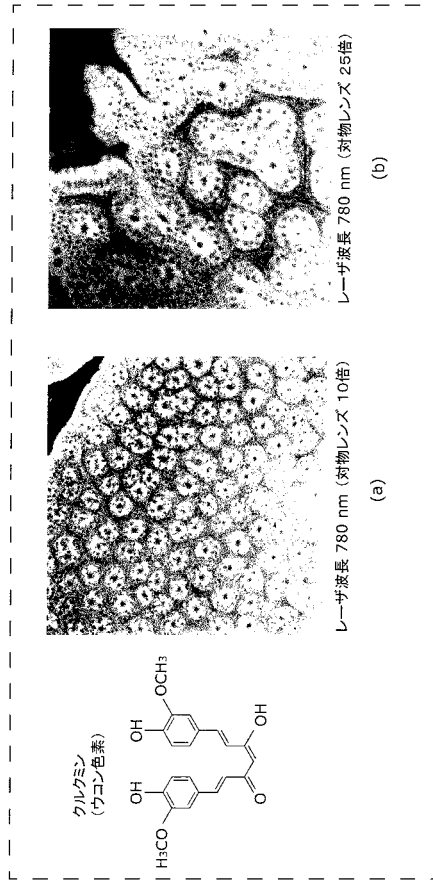 クルクミン
(ウコン色素)
OH
OH
H3CO
OCH3
O
OH
レーザ波長 780 nm (対物レンズ 10倍)
(a)
レーザ波長 780 nm (対物レンズ 25倍)
(b)